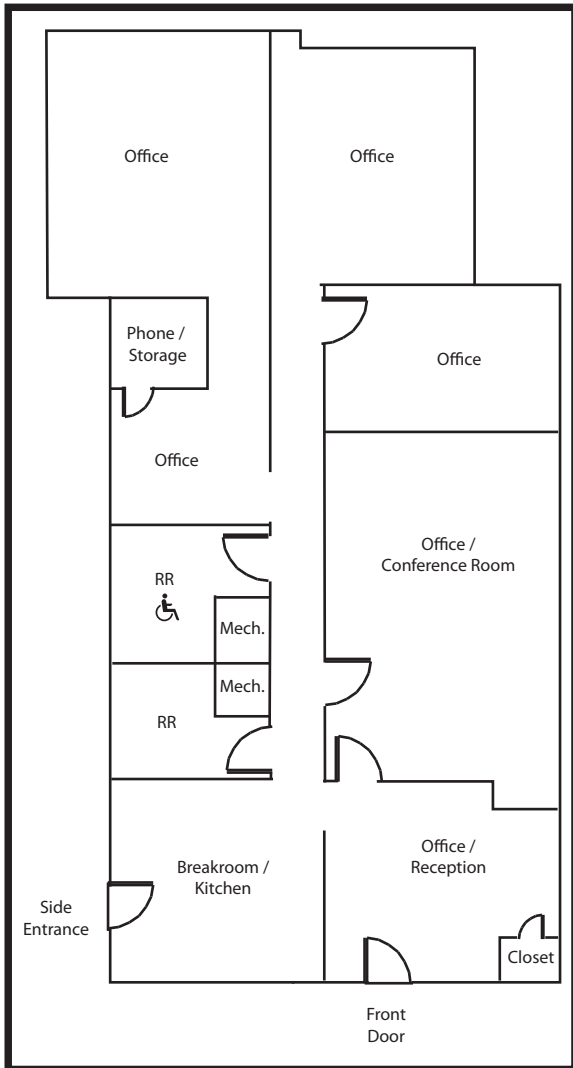 Office
Office
Phone /
Storage
Office
Office
Office /
Conference Room
RR
Mech.
Mech.
RR
Office /
Reception
Breakroom /
Kitchen
Side
Entrance
Closet
Front
Door